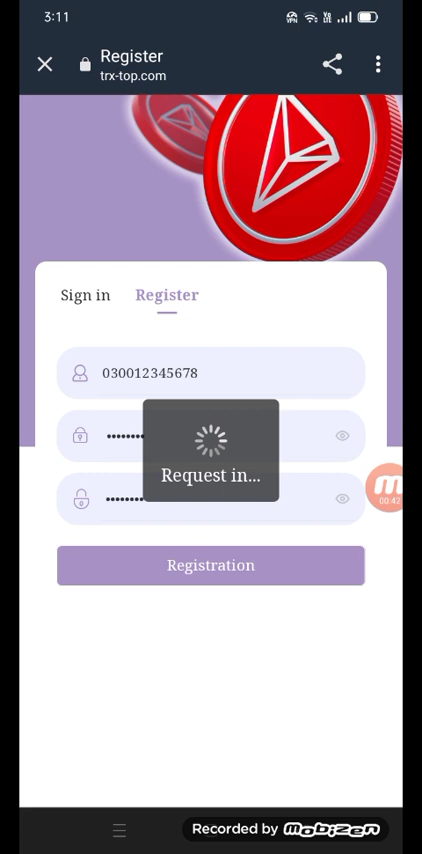 3:11
Register
trx-top.com
Sign in Register
030012345678
Request in...
00:42
Registration
Recorded by MOBIZEN